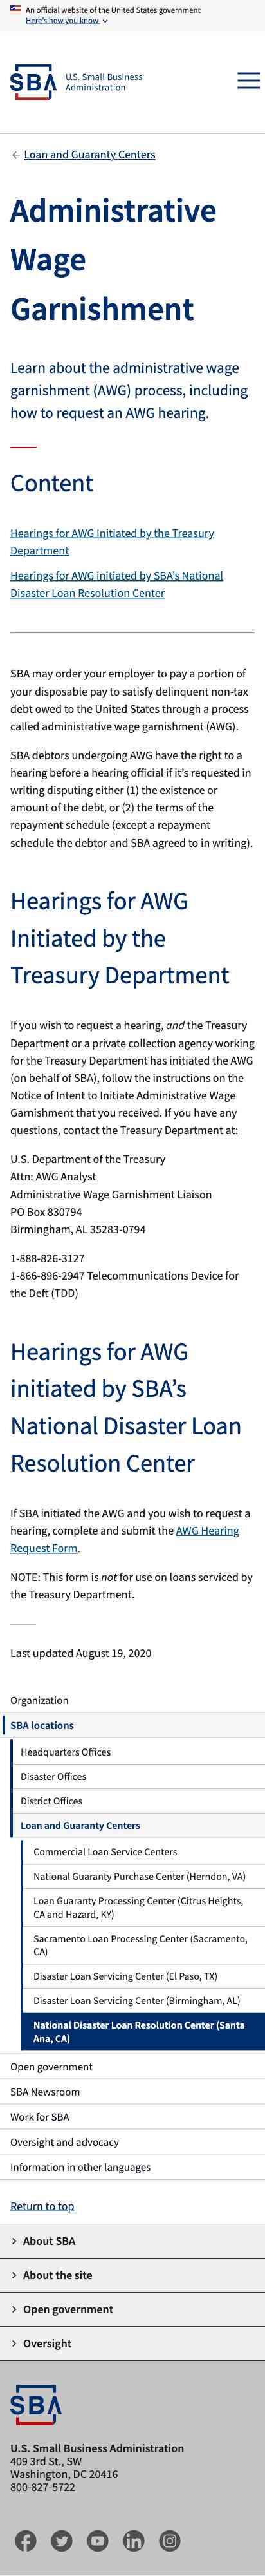 An official website of the United States government
Here's how you know
SBA
U.S. Small Business
Administration
Loan and Guaranty Centers
Administrative
Wage
Garnishment
Learn about the administrative wage
garnishment (AWG) process, including
how to request an AWG hearing.
Content
Hearings for AWG Initiated by the Treasury
Department
Hearings for AWG initiated by SBA's National
Disaster Loan Resolution Center
SBA may order your employer to pay a portion of
your disposable pay to satisfy delinquent non-tax
debt owed to the United States through a process
called administrative wage garnishment (AWG).
SBA debtors undergoing AWG have the right to a
hearing before a hearing official if it's requested in
writing disputing either (1) the existence or
amount of the debt, or (2) the terms of the
repayment schedule (except a repayment
schedule the debtor and SBA agreed to in writing).
Hearings for AWG
Initiated by the
Treasury Department
If you wish to request a hearing, and the Treasury
Department or a private collection agency working
for the Treasury Department has initiated the AWG
(on behalf of SBA), follow the instructions on the
Notice of Intent to Initiate Administrative Wage
Garnishment that you received. If you have any
questions, contact the Treasury Department at:
U.S. Department of the Treasury
Attn: AWG Analyst
Administrative Wage Garnishment Liaison
PO Box 830794
Birmingham, AL 35283-0794
1-888-826-3127
1-866-896-2947 Telecommunications Device for
the Deft (TDD)
Hearings for AWG
initiated by SBA's
National Disaster Loan
Resolution Center
If SBA initiated the AWG and you wish to request a
hearing, complete and submit the AWG Hearing
Request Form.
NOTE: This form is not for use on loans serviced by
the Treasury Department.
Last updated August 19, 2020
Organization
SBA locations
Headquarters Offices
Disaster Offices
District Offices
Loan and Guaranty Centers
Commercial Loan Service Centers
National Guaranty Purchase Center (Herndon, VA)
Loan Guaranty Processing Center (Citrus Heights,
CA and Hazard, KY)
Sacramento Loan Processing Center (Sacramento,
CA)
Disaster Loan Servicing Center (El Paso, TX)
Disaster Loan Servicing Center (Birmingham, AL)
National Disaster Loan Resolution Center (Santa
Ana, CA)
Open government
SBA Newsroom
Work for SBA
Oversight and advocacy
Information in other languages
Return to top
About SBA
About the site
Open government
Oversight
SBA
U.S. Small Business Administration
409 3rd St., SW
Washington, DC 20416
800-827-5722